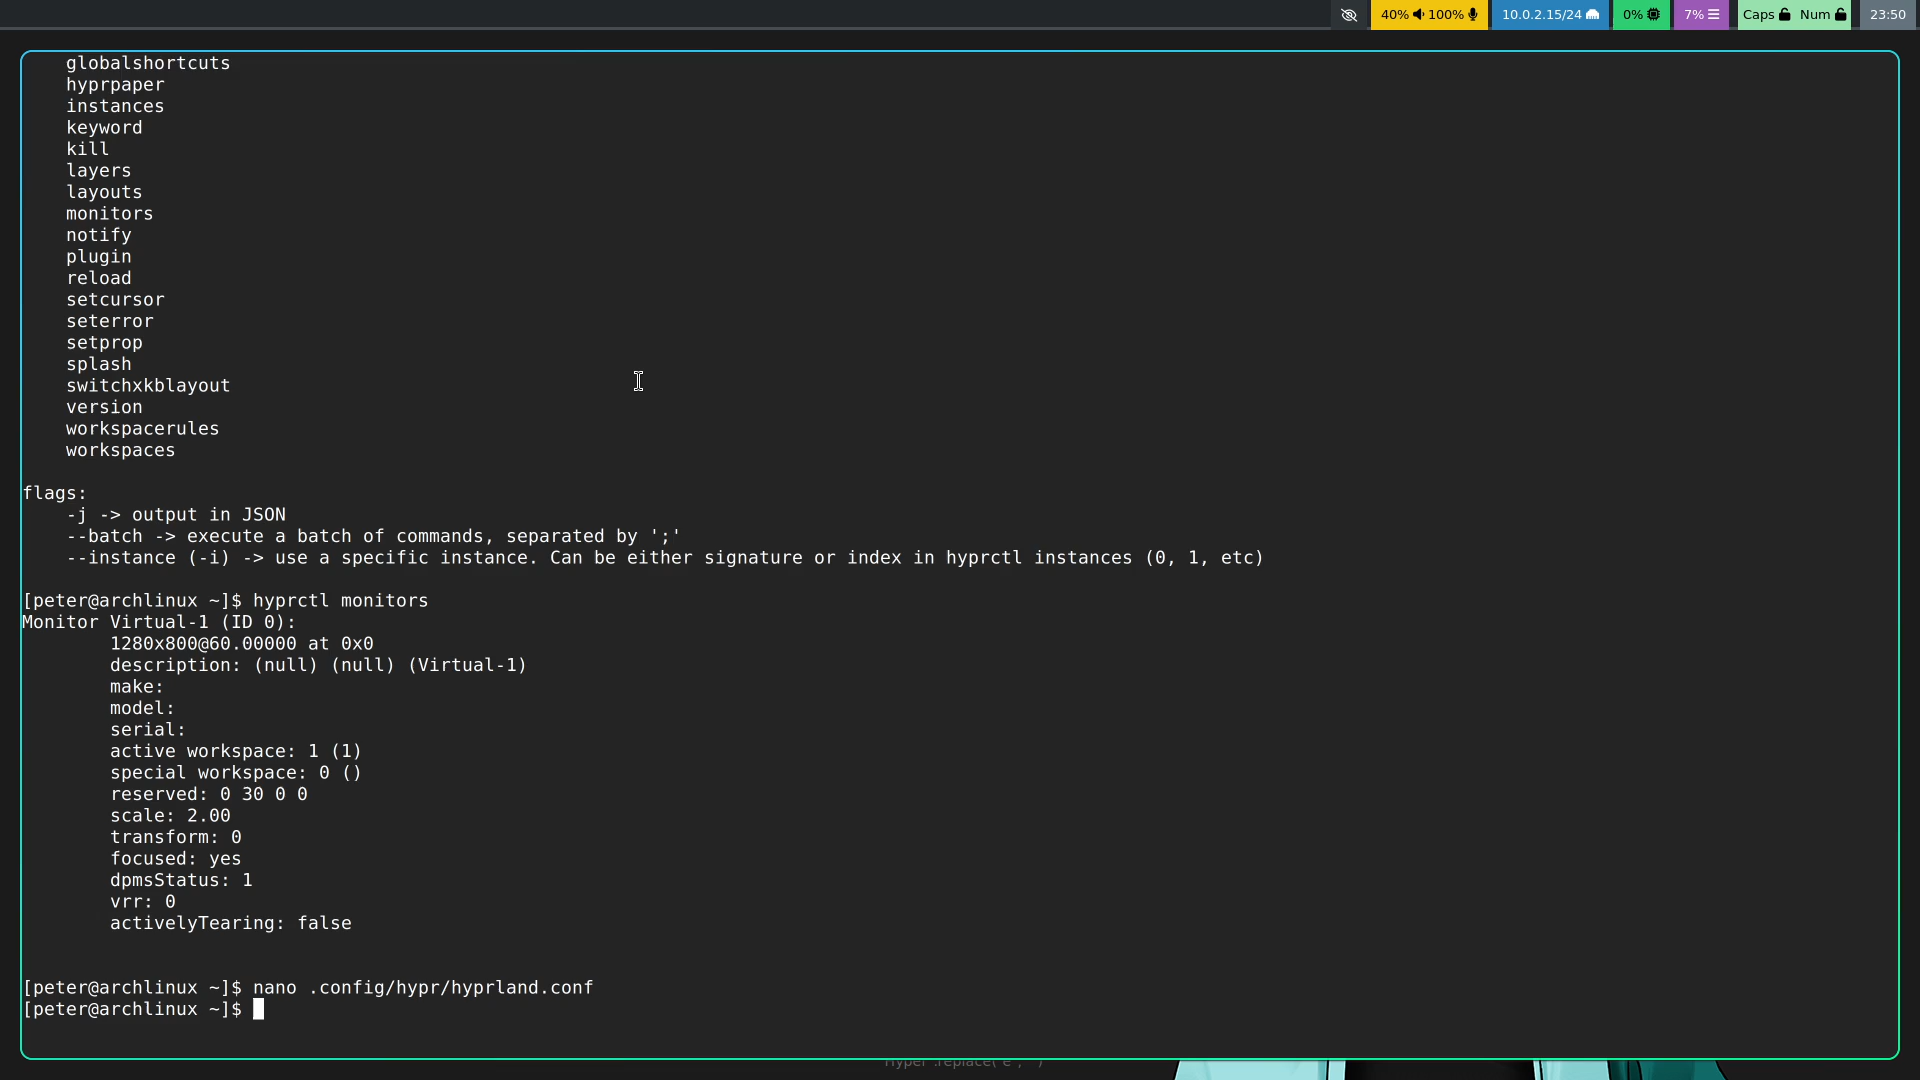 40% 100% 10.0.2.15/24 0% 7% Caps Num 23:50
globalshortcuts
hyprpaper
instances
keyword
kill
layers
layouts
monitors
notify
plugin
reload
setcursor
seterror
setprop
splash
switchxkblayout
version
workspacerules
workspaces
flags:
-j -> output in JSON
--batch -> execute a batch of commands, separated by ';'
--instance (-i) -> use a specific instance. Can be either signature or index in hyprctl instances (0, 1, etc)
[peter@archlinux ~]$ hyprctl monitors
Monitor Virtual-1 (ID 0):
1280x800@60.00000 at 0x0
description: (null) (null) (Virtual-1)
make:
model:
serial:
active workspace: 1 (1)
special workspace: 0 ()
reserved: 0 30 0 0
scale: 2.00
transform: 0
focused: yes
dpmsStatus: 1
vrr: 0
activelyTearing: false
[peter@archlinux ~]$ nano .config/hypr/hyprland.conf
[peter@archlinux ~]$